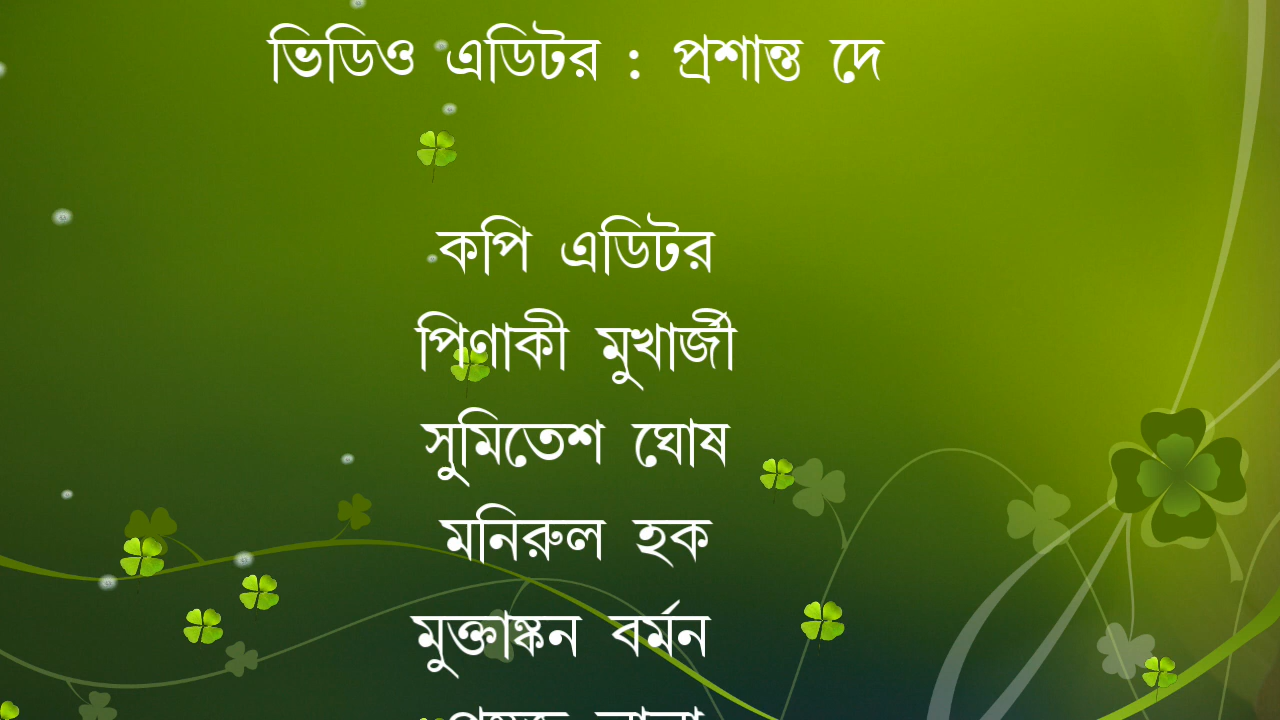 ভিডিও এডিটর : প্রশান্ত দে
কপি এডিটর
পিণাকী মুখার্জী
সুমিতেশ ঘোষ
মনিরুল হক
মুক্তাঙ্কন বর্মন